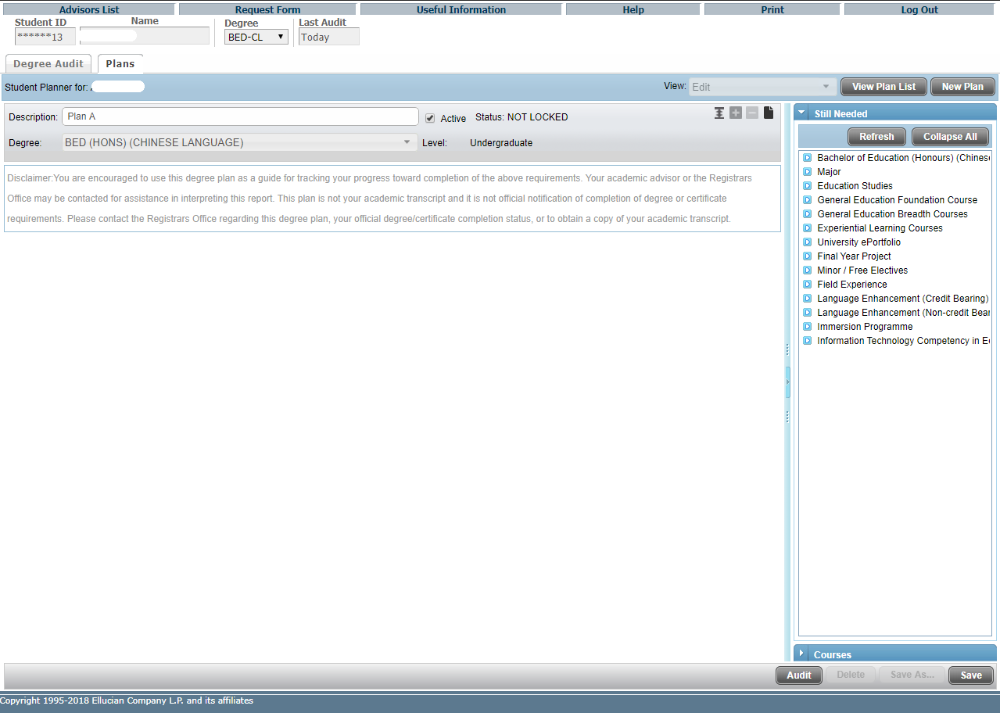 Advisors List Request Form Useful Information Help Print Log Out
Student ID Name Degree Last Audit
******13 BED-CL Today
Degree Audit Plans
Student Planner for: View: Edit View Plan List New Plan
Description: Plan A Active Status: NOT LOCKED
Degree: BED (HONS) (CHINESE LANGUAGE) Level: Undergraduate
Disclaimer:You are encouraged to use this degree plan as a guide for tracking your progress toward completion of the above requirements. Your academic advisor or the Registrars
Office may be contacted for assistance in interpreting this report. This plan is not your academic transcript and it is not official notification of completion of degree or certificate
requirements. Please contact the Registrars Office regarding this degree plan, your official degree/certificate completion status, or to obtain a copy of your academic transcript.
Still Needed
Refresh Collapse All
Bachelor of Education (Honours) (Chinese
Major
Education Studies
General Education Foundation Course
General Education Breadth Courses
Experiential Learning Courses
University ePortfolio
Final Year Project
Minor / Free Electives
Field Experience
Language Enhancement (Credit Bearing)
Language Enhancement (Non-credit Bear
Immersion Programme
Information Technology Competency in E
Courses
Audit Delete Save As... Save
Copyright 1995-2018 Ellucian Company L.P. and its affiliates